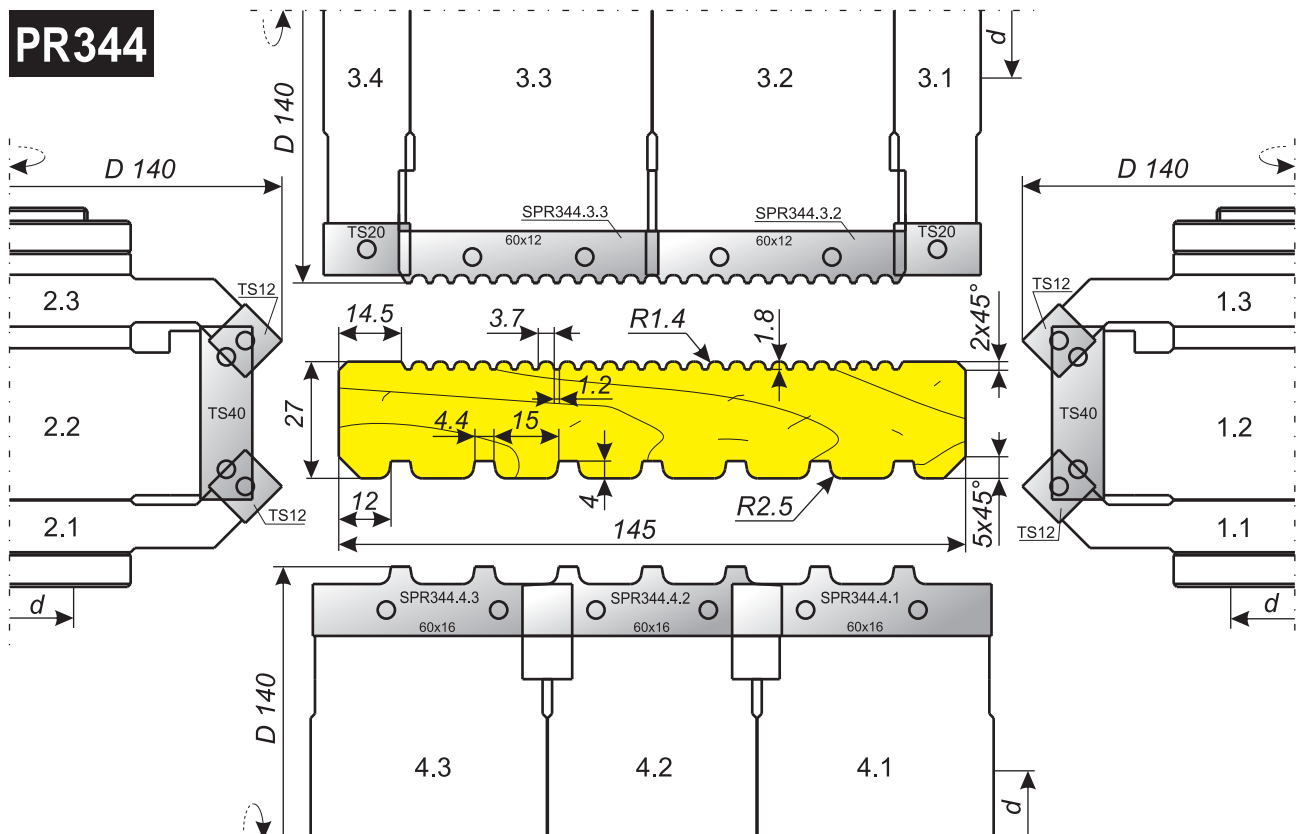 PR344
3.4
3.3
3.2
3.1
d
D 140
D 140
D 140
TS20
SPR344.3.3
60x12
SPR344.3.2
60x12
TS20
2.3
TS12
14.5
3.7
R1.4
1.8
2x45°
TS12
1.3
27
2.2
TS40
1.2
4.4
15
TS40
1.2
12
4
R2.5
5x45°
2.1
TS12
145
TS12
1.1
d
SPR344.4.3
60x16
SPR344.4.2
60x16
SPR344.4.1
60x16
d
D 140
4.3
4.2
4.1
d